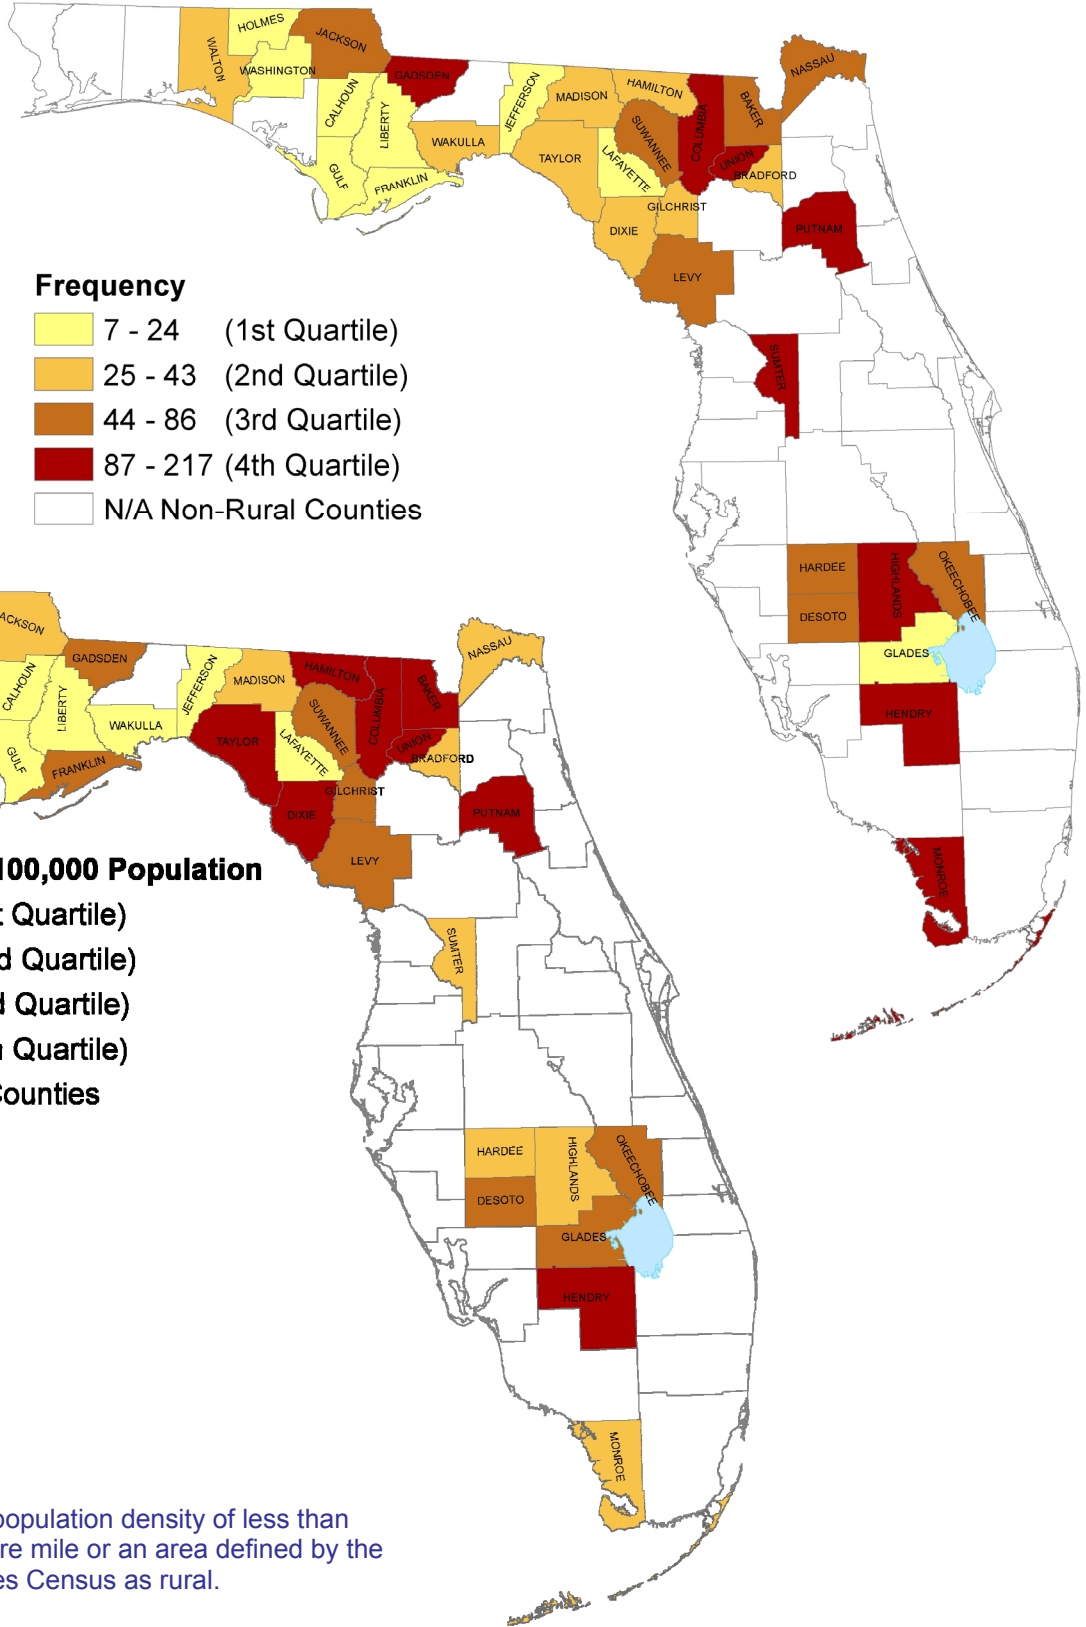 HOLMES
JACKSON
WALTON
WASHINGTON
GADSDEN
CALHOUN
LIBERTY
JEFFERSON
MADISON
HAMILTON
NASSAU
BAKER
COLUMBIA
SUWANNEE
WAKULLA
TAYLOR
LAFAYETTE
UNION
BRADFORD
GULF
FRANKLIN
GILCHRIST
DIXIE
PUTNAM
LEVY
SUMTER
HARDEE
HIGHLANDS
OKEECHOBEE
DESOTO
GLADES
HENDRY
MONROE
Frequency
7 - 24 (1st Quartile)
25 - 43 (2nd Quartile)
44 - 86 (3rd Quartile)
87 - 217 (4th Quartile)
N/A Non-Rural Counties
ACKSON
GADSDEN
CALHOUN
LIBERTY
JEFFERSON
MADISON
HAMILTON
NASSAU
BAKER
COLUMBIA
SUWANNEE
WAKULLA
TAYLOR
LAFAYETTE
UNION
BRADFORD
GULF
FRANKLIN
GILCHRIST
DIXIE
PUTNAM
LEVY
SUMTER
HARDEE
HIGHLANDS
OKEECHOBEE
DESOTO
GLADES
HENDRY
MONROE
100,000 Population
t Quartile)
d Quartile)
d Quartile)
h Quartile)
Counties
population density of less than
re mile or an area defined by the
es Census as rural.